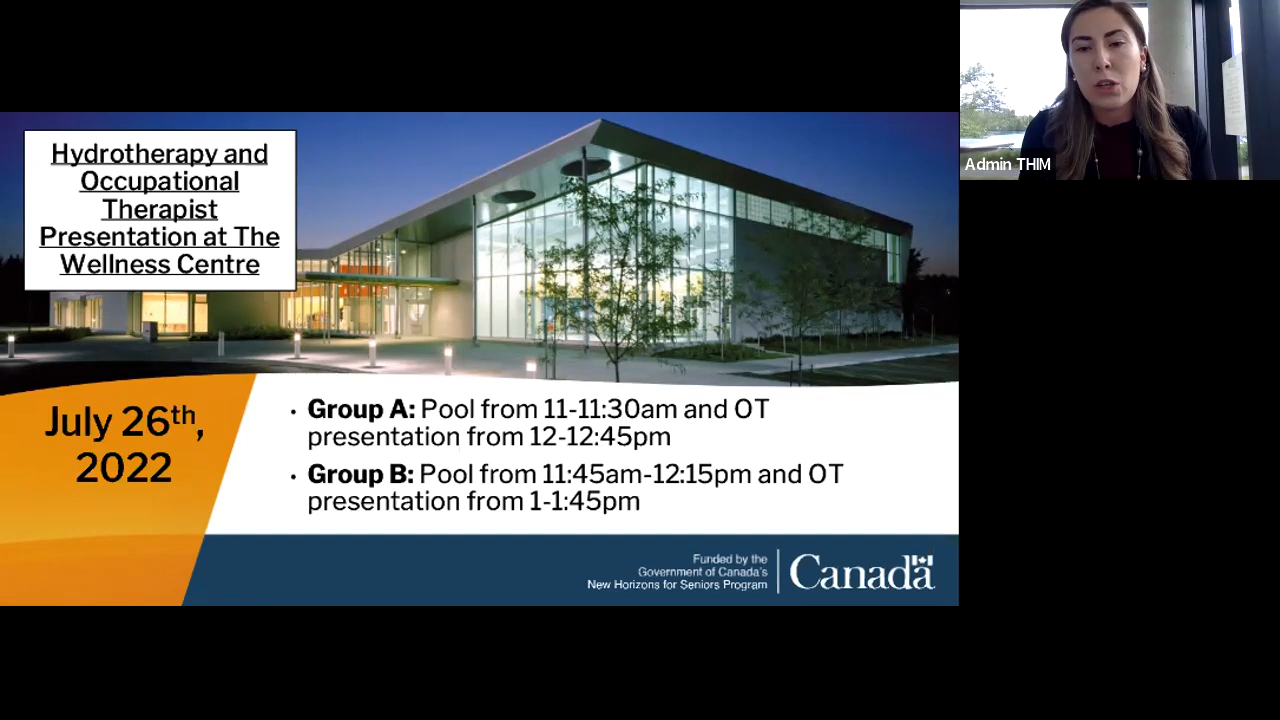 Hydrotherapy and
Occupational
Therapist
Presentation at The
Wellness Centre
Admin THIM
July 26th,
2022
• Group A: Pool from 11-11:30am and OT
presentation from 12-12:45pm
• Group B: Pool from 11:45am-12:15pm and OT
presentation from 1-1:45pm
Funded by the
Government of Canada's
New Horizons for Seniors Program
Canada